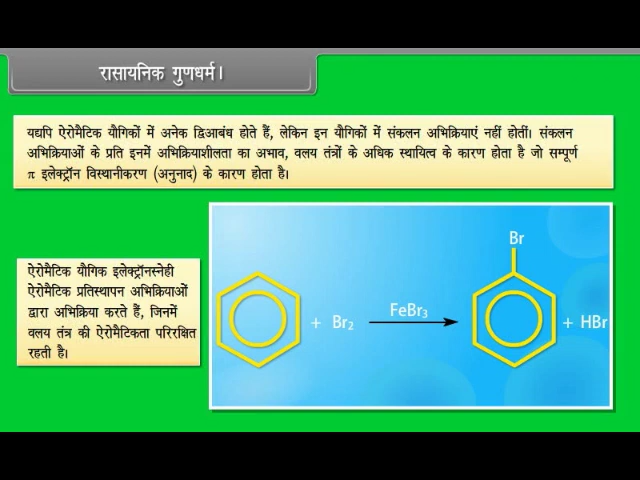 रासायनिक गुणधर्म।
यद्यपि ऐरोमैटिक यौगिकों में अनेक द्विआबंध होते हैं, लेकिन इन यौगिकों में संकलन अभिक्रियाएं नहीं होतीं। संकलन
अभिक्रियाओं के प्रति इनमें अभिक्रियाशीलता का अभाव, वलय तंत्रों के अधिक स्थायित्व के कारण होता है जो सम्पूर्ण
π इलेक्ट्रॉन विस्थानीकरण (अनुनाद) के कारण होता है।
ऐरोमैटिक यौगिक इलेक्ट्रॉनस्नेही
ऐरोमैटिक प्रतिस्थापन अभिक्रियाओं
द्वारा अभिक्रिया करते हैं, जिनमें
वलय तंत्र की ऐरोमैटिकता परिरक्षित
रहती है।
Br
+ Br₂ FeBr₃ + HBr